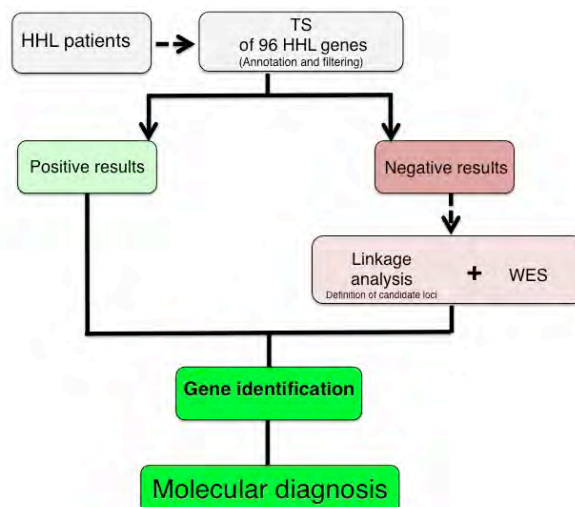 HHL patients
TS
of 96 HHL genes
(Annotation and filtering)
Positive results
Negative results
Linkage
analysis
Definition of candidate loci
+
WES
Gene identification
Molecular diagnosis